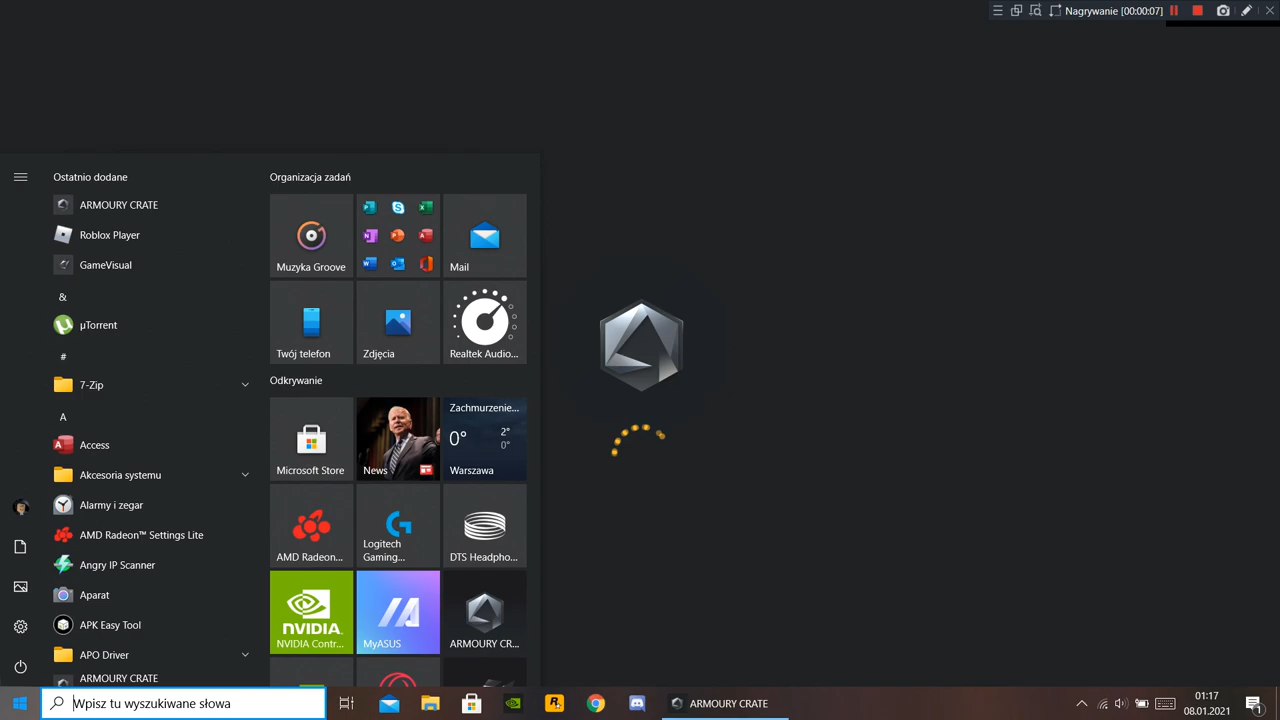 Nagrywanie [00:00:07]
Ostatnio dodane
ARMOURY CRATE
Roblox Player
GameVisual
&
µTorrent
#
7-Zip
A
Access
Akcesoria systemu
Alarmy i zegar
AMD Radeon™ Settings Lite
Angry IP Scanner
Aparat
APK Easy Tool
APO Driver
ARMOURY CRATE
Organizacja zadań
Muzyka Groove
Mail
Twój telefon
Zdjęcia
Realtek Audio...
Odkrywanie
Microsoft Store
News
Zachmurzenie...
0° 2°
0°
Warszawa
AMD Radeon...
Logitech
Gaming...
DTS Headpho...
NVIDIA.
NVIDIA Contr...
MyASUS
ARMOURY CR...
Wpisz tu wyszukiwane słowa
ARMOURY CRATE
01:17
08.01.2021
1